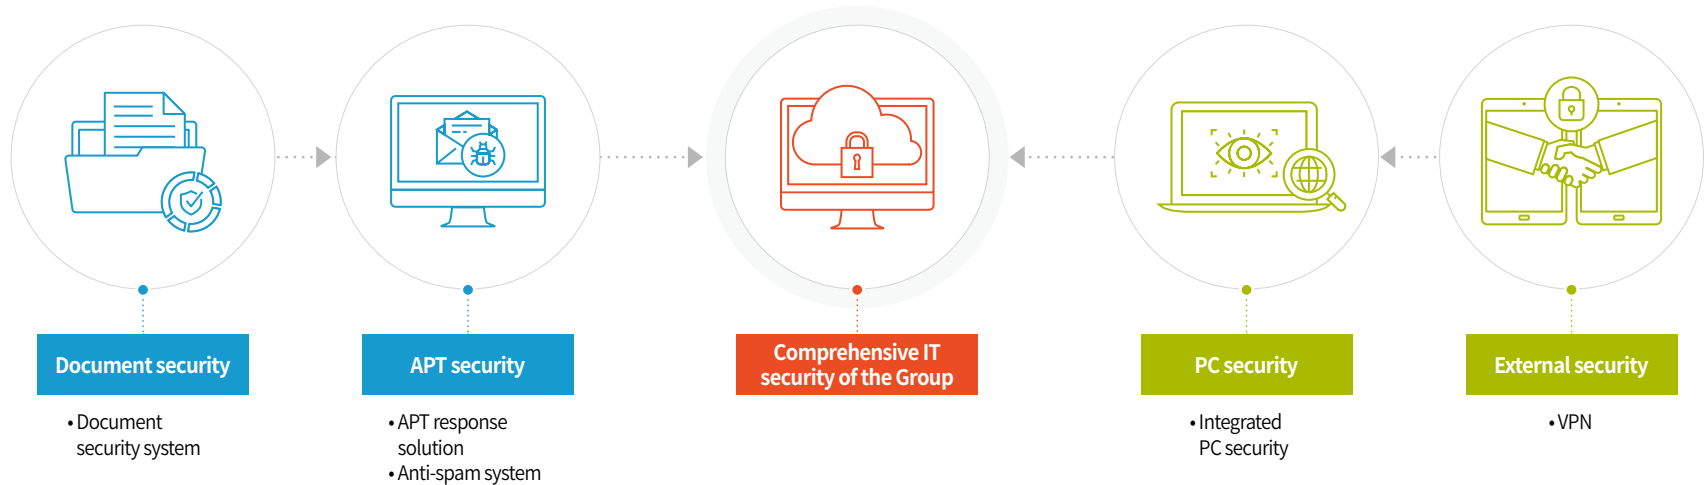 Document security
• Document
security system
APT security
• APT response
solution
• Anti-spam system
Comprehensive IT
security of the Group
PC security
• Integrated
PC security
External security
• VPN